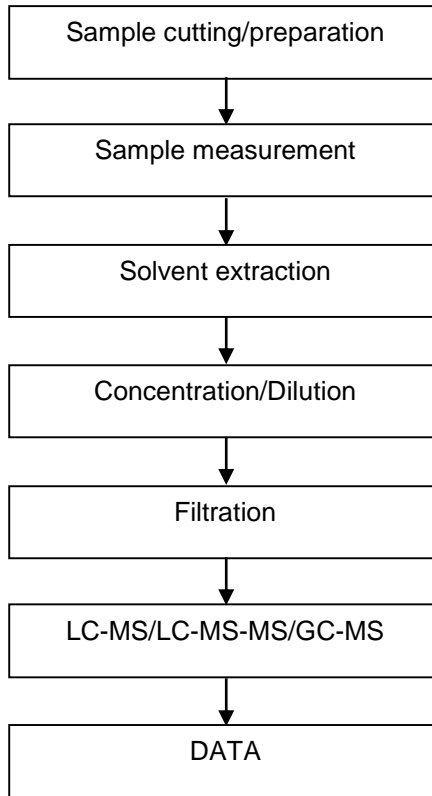 Sample cutting/preparation
Sample measurement
Solvent extraction
Concentration/Dilution
Filtration
LC-MS/LC-MS-MS/GC-MS
DATA